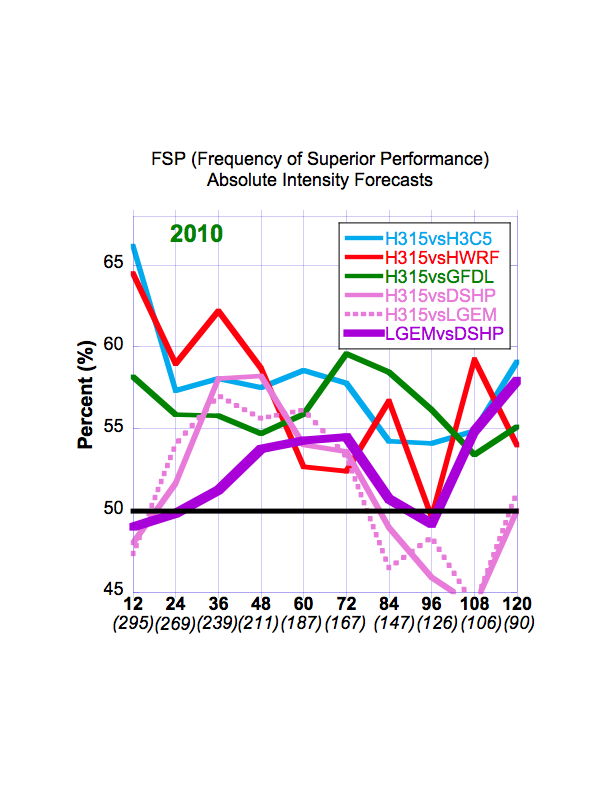 FSP (Frequency of Superior Performance)
Absolute Intensity Forecasts
2010
H315vsH3C5
H315vsHWRF
H315vsGFDL
H315vsDSHP
H315vsLGEM
LGEMvsDSHP
Percent (%)
65
60
55
50
45
12 24 36 48 60 72 84 96 108 120
(295) (269) (239) (211) (187) (167) (147) (126) (106) (90)